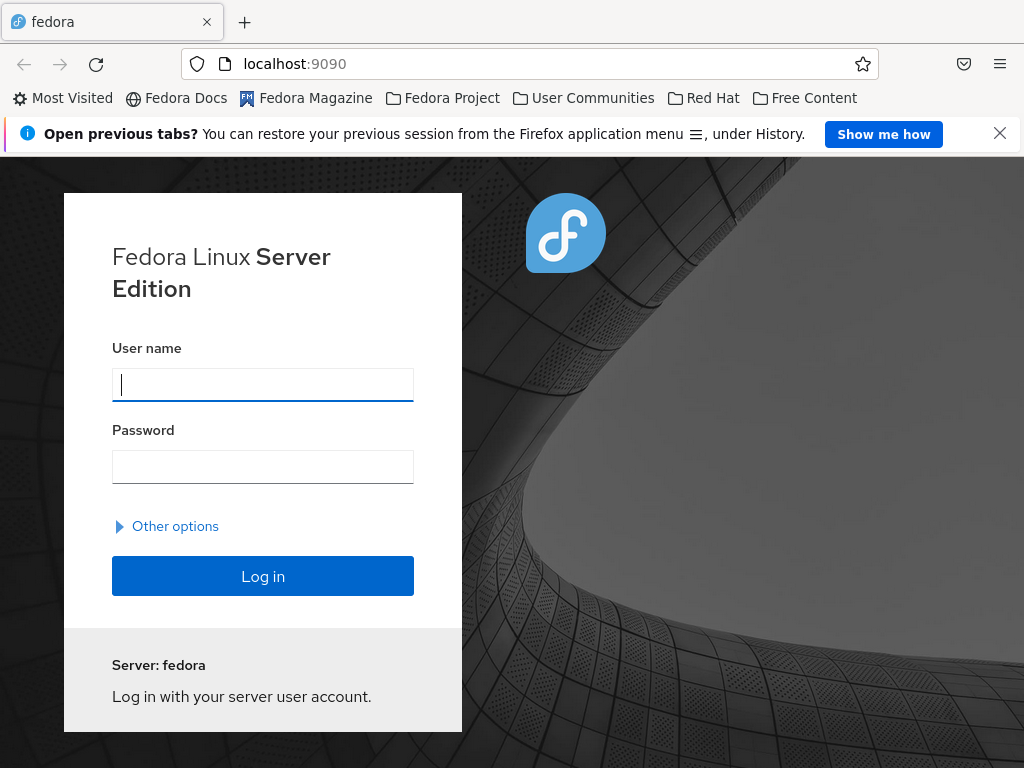 fedora
localhost:9090
Most Visited Fedora Docs FM Fedora Magazine Fedora Project User Communities Red Hat Free Content
Open previous tabs? You can restore your previous session from the Firefox application menu ☰, under History. Show me how
Fedora Linux Server
Edition
User name
Password
Other options
Log in
Server: fedora
Log in with your server user account.